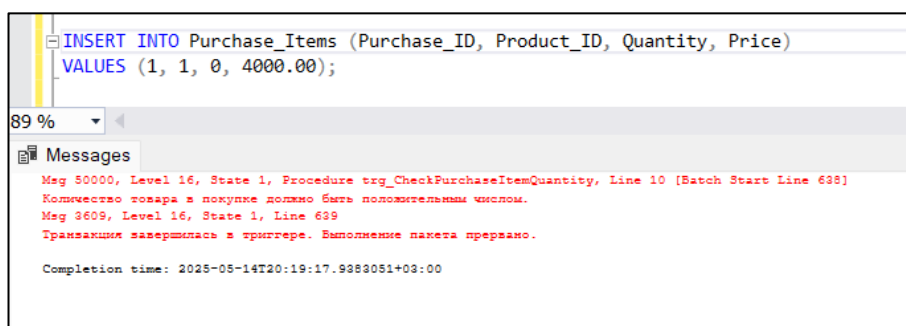 INSERT INTO Purchase_Items (Purchase_ID, Product_ID, Quantity, Price)
VALUES (1, 1, 0, 4000.00);
89 %
Messages
Msg 50000, Level 16, State 1, Procedure trg_CheckPurchaseItemQuantity, Line 10 [Batch Start Line 638]
Количество товара в покупке должно быть положительным числом.
Msg 3609, Level 16, State 1, Line 639
Транзакция завершилась в триггере. Выполнение пакета прервано.
Completion time: 2025-05-14T20:19:17.9383051+03:00